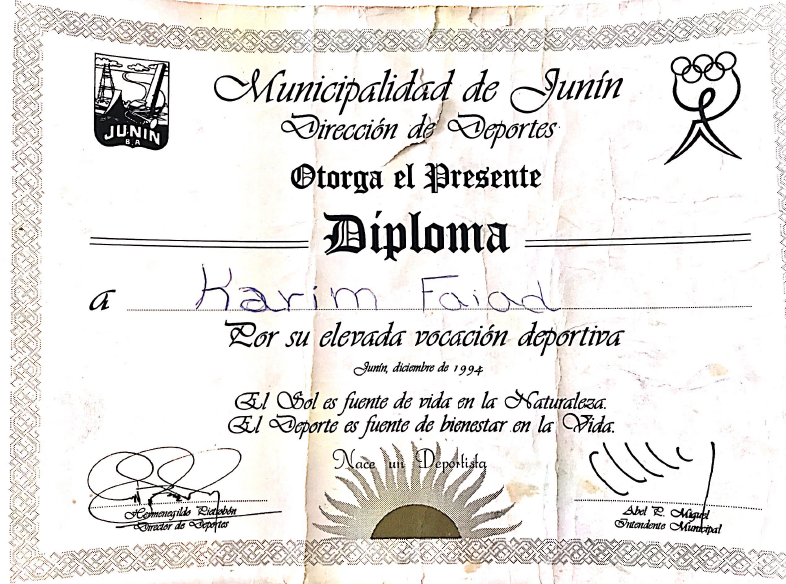 Municipalidad de Junín
Dirección de Deportes
JUNIN
B.A
Otorga el Presente
Diploma
a Karim Faiad
Por su elevada vocación deportiva
Junín, diciembre de 1994
El Sol es fuente de vida en la Naturaleza.
El Deporte es fuente de bienestar en la Vida.
Nace un Deportista
Hermenegildo
Director de Deportes
Abel P. Miguel
Intendente Municipal